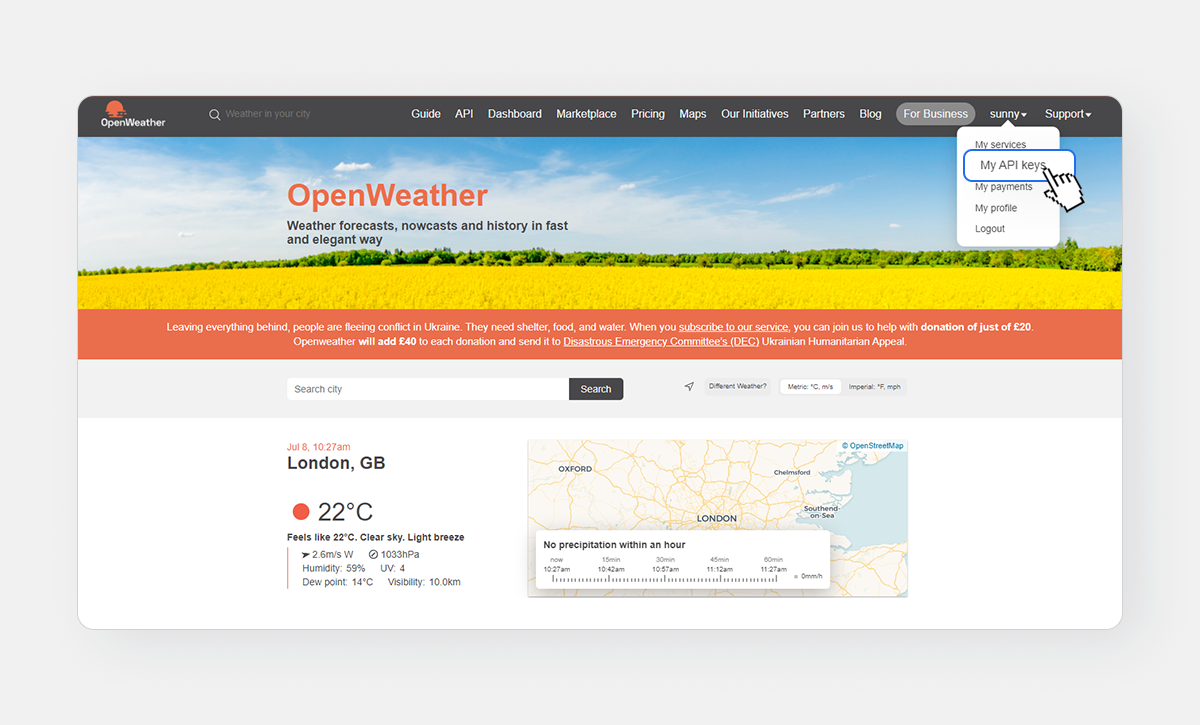 OpenWeather
Weather in your city
Guide API Dashboard Marketplace Pricing Maps Our Initiatives Partners Blog For Business sunny Support
My services
My API keys
My payments
My profile
Logout
OpenWeather
Weather forecasts, nowcasts and history in fast
and elegant way
Leaving everything behind, people are fleeing conflict in Ukraine. They need shelter, food, and water. When you subscribe to our service, you can join us to help with donation of just of £20.
Openweather will add £40 to each donation and send it to Disastrous Emergency Committee's (DEC) Ukrainian Humanitarian Appeal.
Search city Search Different Weather? Metric: °C, m/s Imperial: °F, mph
Jul 8, 10:27am
London, GB
22°C
Feels like 22°C. Clear sky. Light breeze
2.6m/s W 1033hPa
Humidity: 59% UV: 4
Dew point: 14°C Visibility: 10.0km
© OpenStreetMap
OXFORD
Chelmsford
Southend-
on-Sea
LONDON
No precipitation within an hour
now 15min 30min 45min 60min
10:27am 10:42am 10:57am 11:12am 11:27am
0mm/h